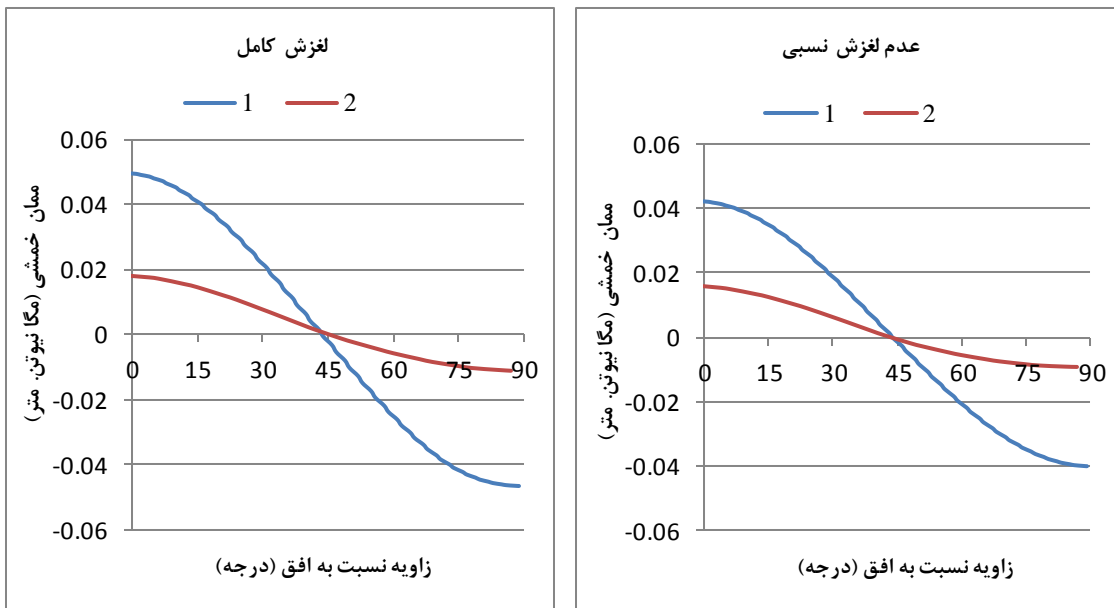 لغزش کامل
1 2
0.06
0.04
0.02
0
-0.02
-0.04
-0.06
0 15 30 45 60 75 90
ممان خمشی (مگا نیوتن. متر)
زاویه نسبت به افق (درجه)
عدم لغزش نسبی
1 2
0.06
0.04
0.02
0
-0.02
-0.04
-0.06
0 15 30 45 60 75 90
ممان خمشی (مگا نیوتن. متر)
زاویه نسبت به افق (درجه)